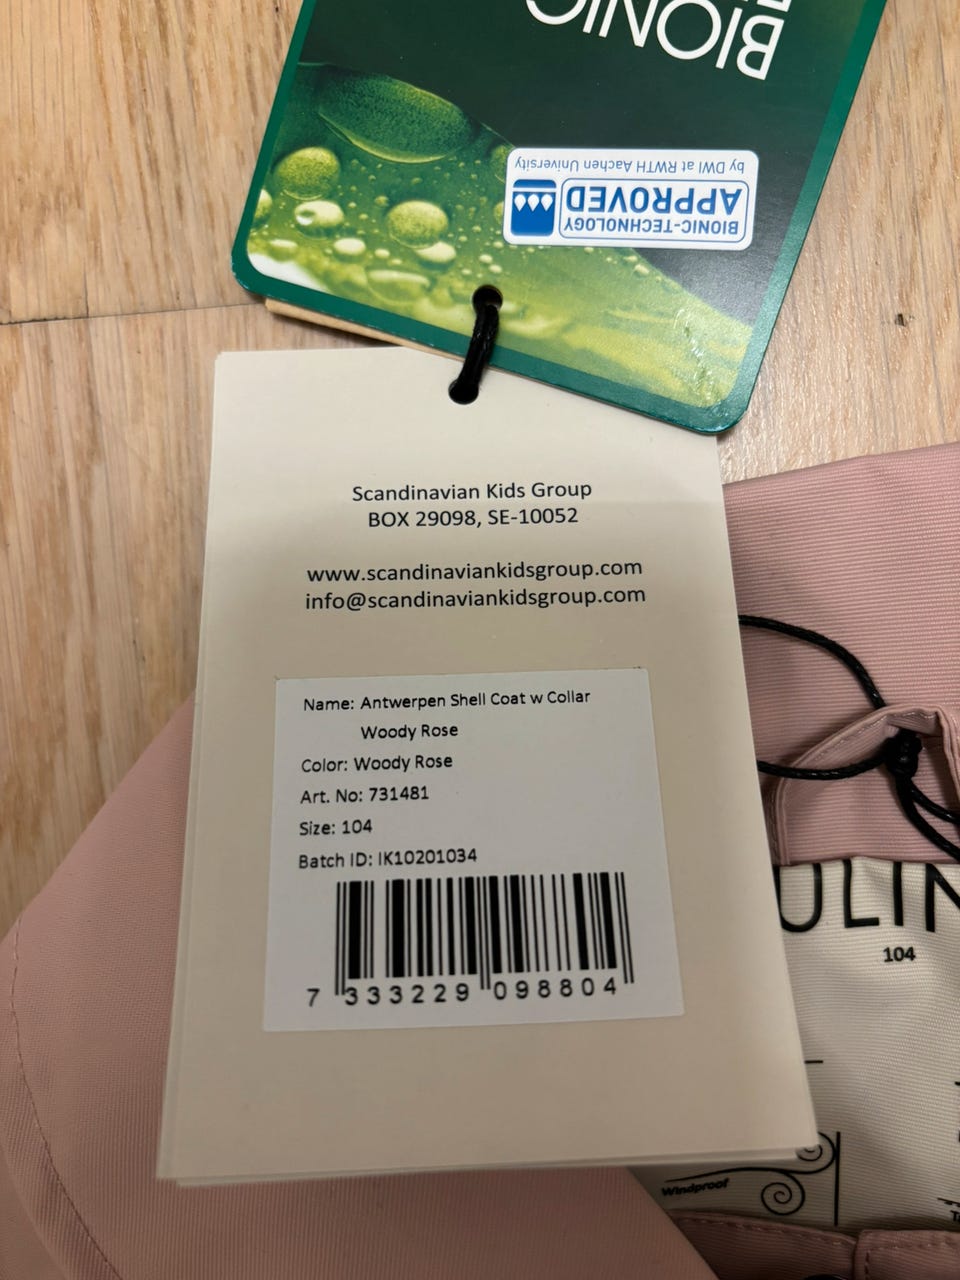 BIONIC
BIONIC-TECHNOLOGY
APPROVED
by DWI at RWTH Aachen University
Scandinavian Kids Group
BOX 29098, SE-10052
www.scandinaviankidsgroup.com
info@scandinaviankidsgroup.com
Name: Antwerpen Shell Coat w Collar
Woody Rose
Color: Woody Rose
Art. No: 731481
Size: 104
Batch ID: IK10201034
7 333229 098804
104
Windproof